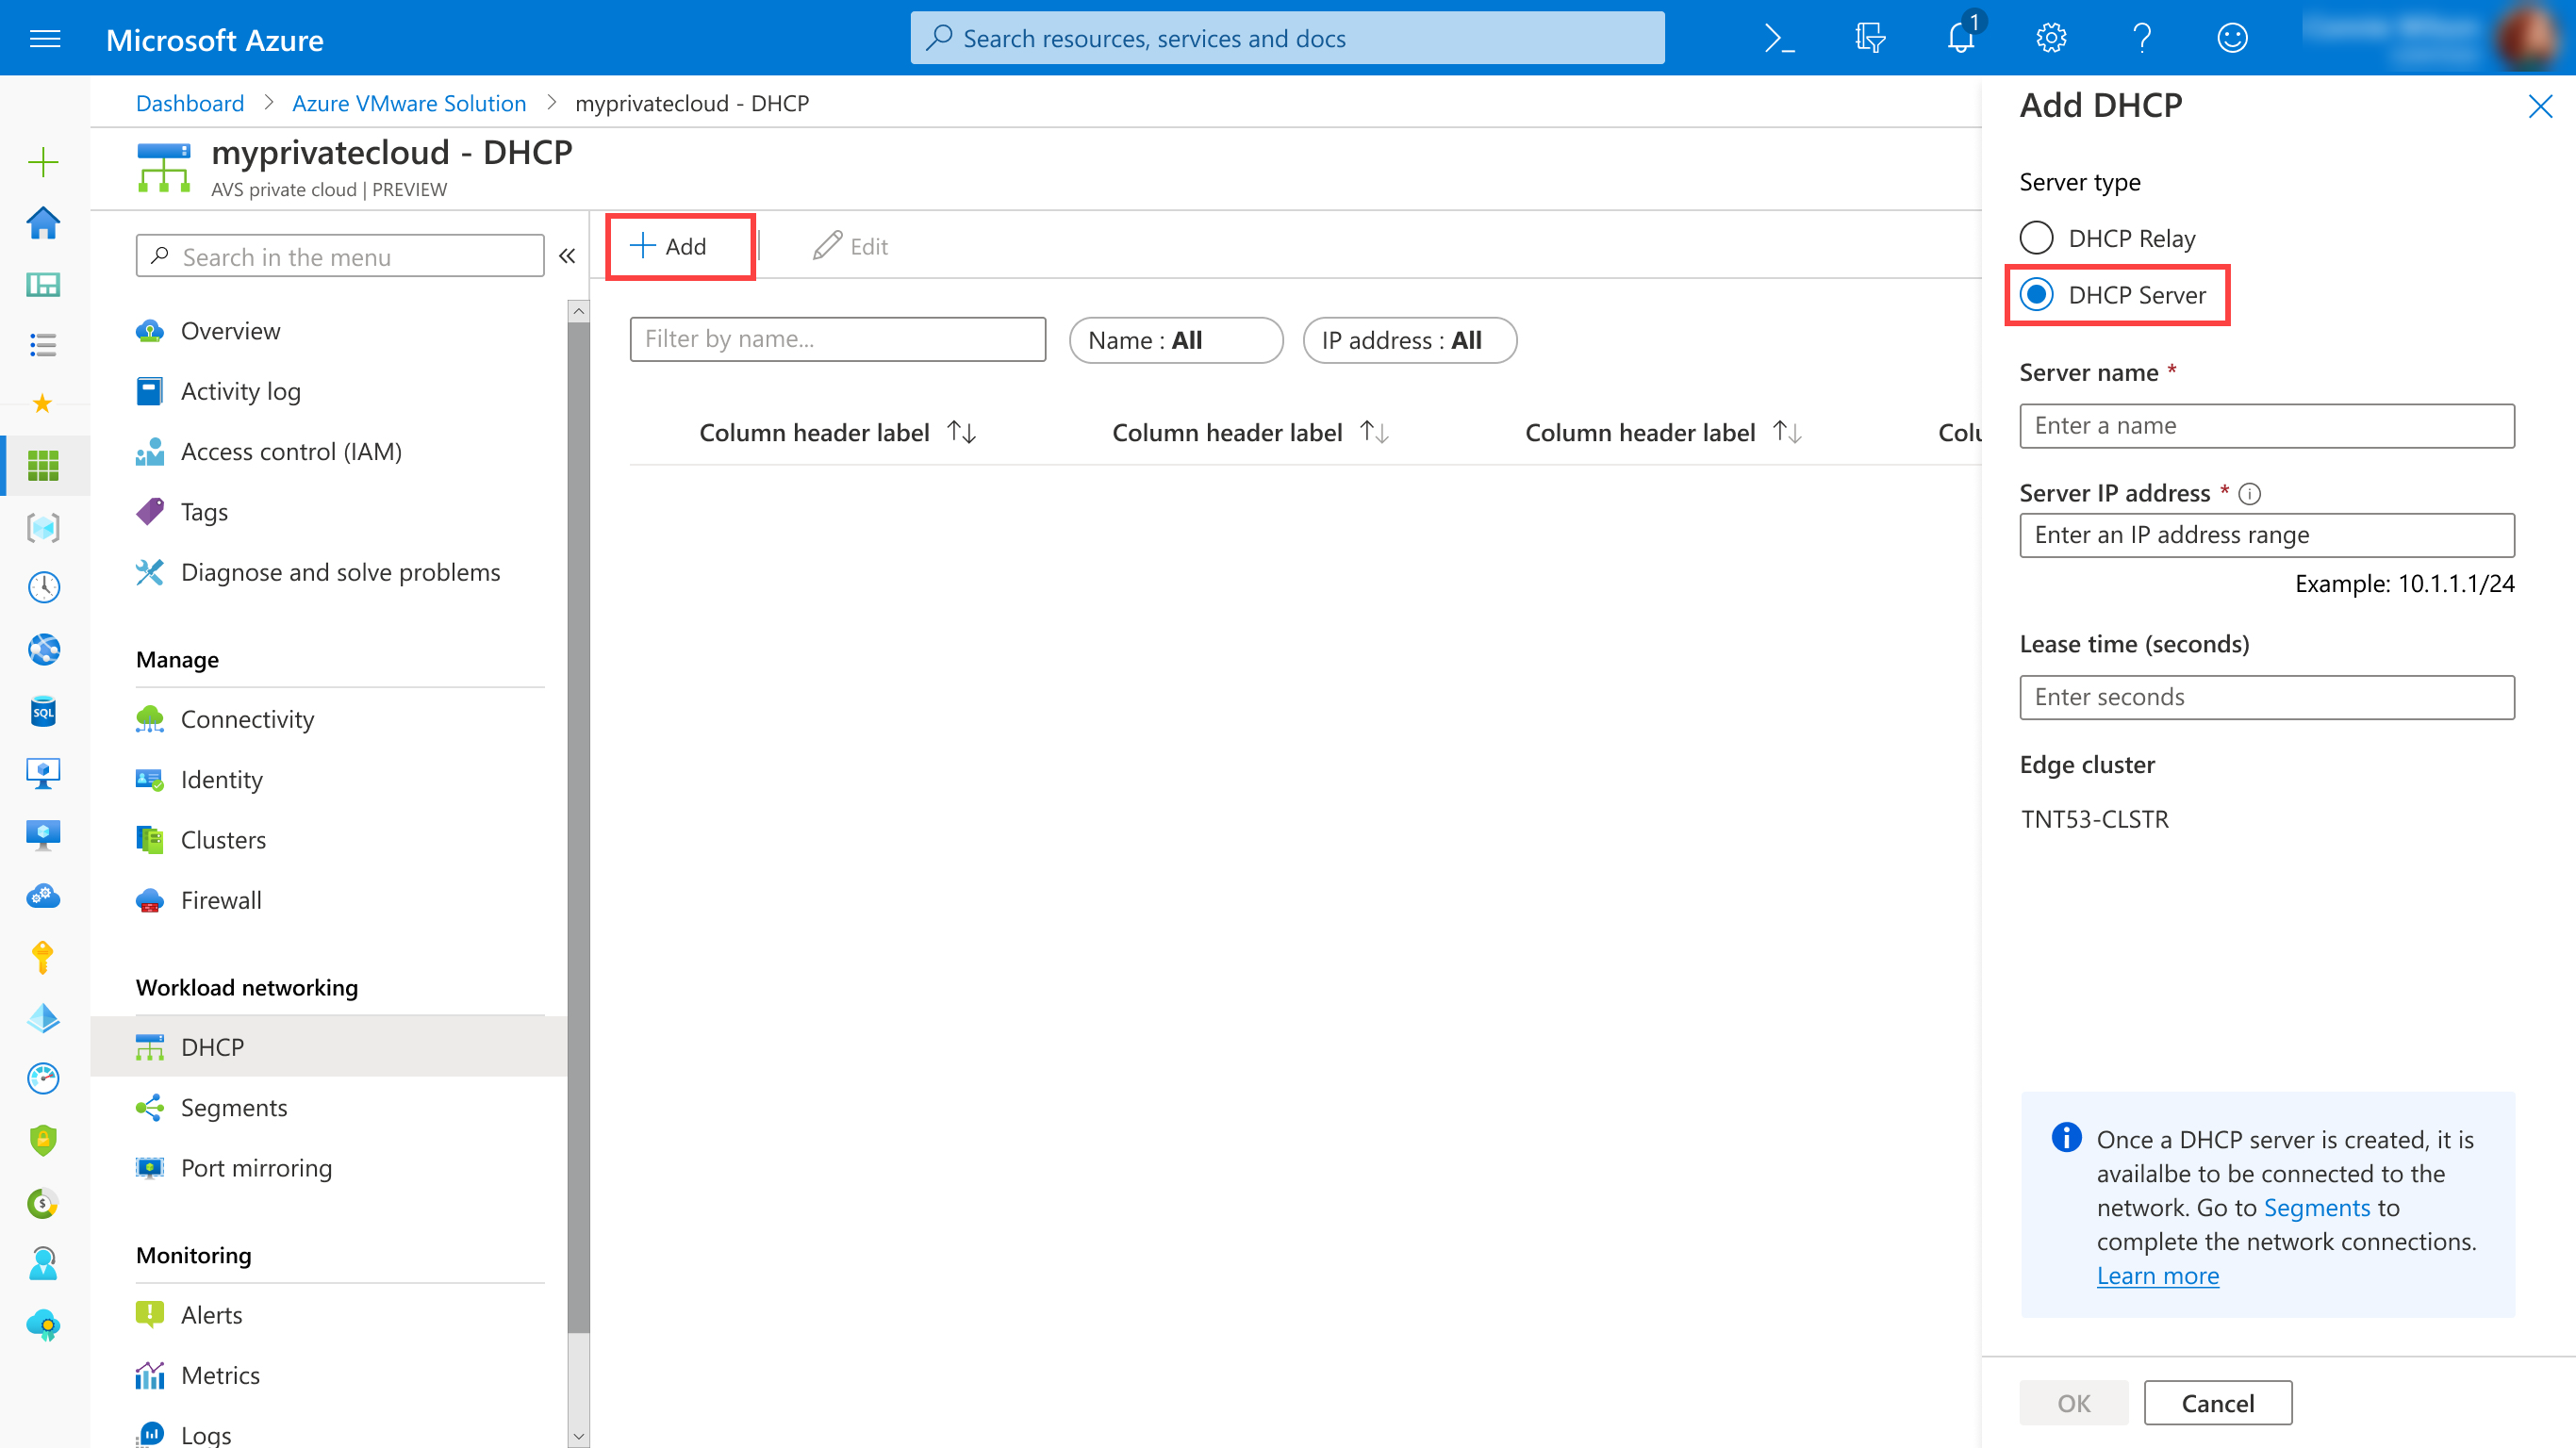 Microsoft Azure
Search resources, services and docs
1
Dashboard > Azure VMware Solution > myprivatecloud - DHCP
myprivatecloud - DHCP
AVS private cloud | PREVIEW
Search in the menu
«
Overview
Activity log
Access control (IAM)
Tags
Diagnose and solve problems
Manage
Connectivity
Identity
Clusters
Firewall
Workload networking
DHCP
Segments
Port mirroring
Monitoring
Alerts
Metrics
Logs
SQL
Add
Edit
Filter by name...
Name : All
IP address : All
Column header label
Column header label
Column header label
Colu
Add DHCP
Server type
DHCP Relay
DHCP Server
Server name *
Enter a name
Server IP address *
Enter an IP address range
Example: 10.1.1.1/24
Lease time (seconds)
Enter seconds
Edge cluster
TNT53-CLSTR
Once a DHCP server is created, it is
availalbe to be connected to the
network. Go to Segments to
complete the network connections.
Learn more
OK
Cancel